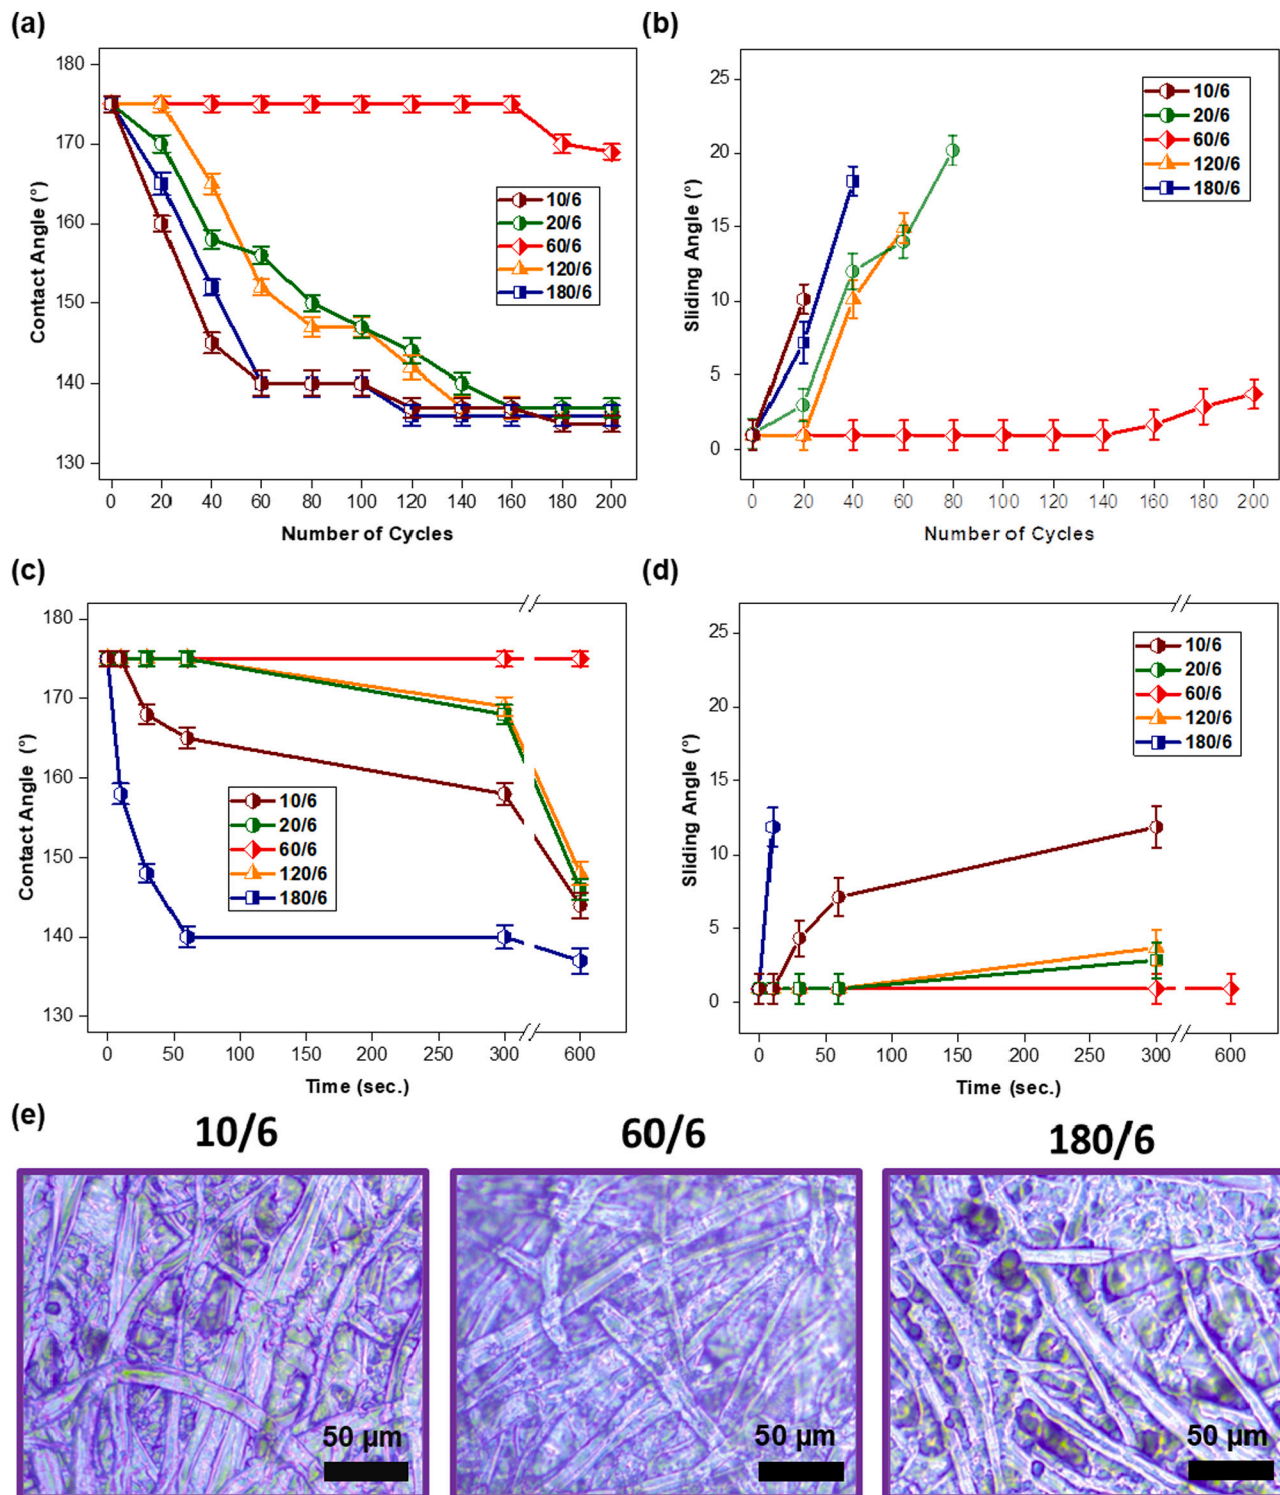 (a)
180
170
160
150
140
130
Contact Angle (°)
10/6
20/6
60/6
120/6
180/6
0 20 40 60 80 100 120 140 160 180 200
Number of Cycles
(b)
25
20
15
10
5
0
Sliding Angle (°)
10/6
20/6
60/6
120/6
180/6
0 20 40 60 80 100 120 140 160 180 200
Number of Cycles
(c)
180
170
160
150
140
130
Contact Angle (°)
10/6
20/6
60/6
120/6
180/6
0 50 100 150 200 250 300 600
Time (sec.)
(d)
25
20
15
10
5
0
Sliding Angle (°)
10/6
20/6
60/6
120/6
180/6
0 50 100 150 200 250 300 600
Time (sec.)
(e)
10/6 60/6 180/6
50 μm 50 μm 50 μm